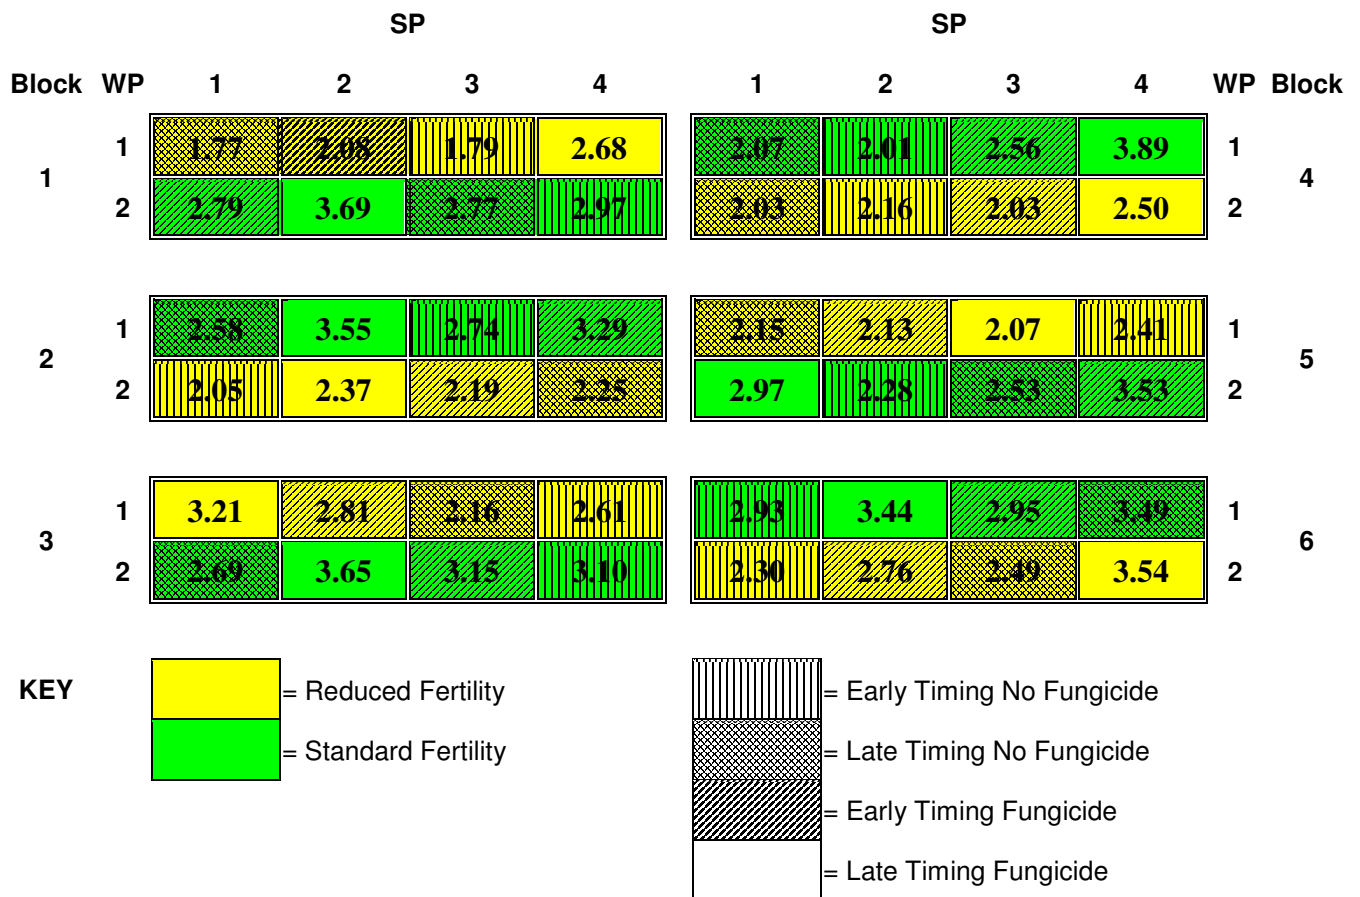 SP SP
Block WP 1 2 3 4 1 2 3 4 WP Block
1 1.77 2.08 1.79 2.68 2.07 2.01 2.56 3.89 1
1 4
2 2.79 3.69 2.77 2.97 2.03 2.16 2.03 2.50 2
1 2.58 3.55 2.74 3.29 2.15 2.13 2.07 2.41 1
2 5
2 2.05 2.37 2.19 2.25 2.97 2.28 2.53 3.53 2
1 3.21 2.81 2.16 2.61 2.93 3.44 2.95 3.49 1
3 6
2 2.69 3.65 3.15 3.10 2.30 2.76 2.49 3.54 2
KEY = Reduced Fertility = Early Timing No Fungicide
= Standard Fertility = Late Timing No Fungicide
= Early Timing Fungicide
= Late Timing Fungicide